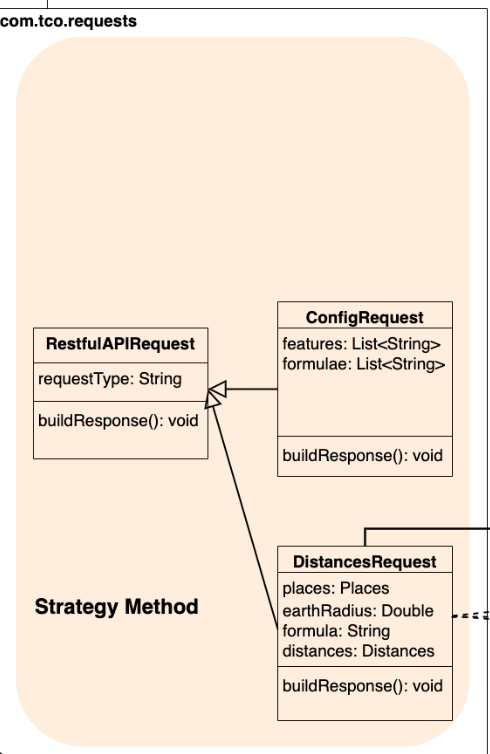 com.tco.requests
ConfigRequest
features: List<String>
formulae: List<String>
buildResponse(): void
RestfulAPIRequest
requestType: String
buildResponse(): void
DistancesRequest
places: Places
earthRadius: Double
formula: String
distances: Distances
buildResponse(): void
Strategy Method